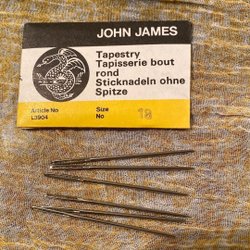 JOHN JAMES
Tapestry
Tapisserie bout
rond
Sticknadeln ohne
Spitze
Article No
L3904
Size
No
18